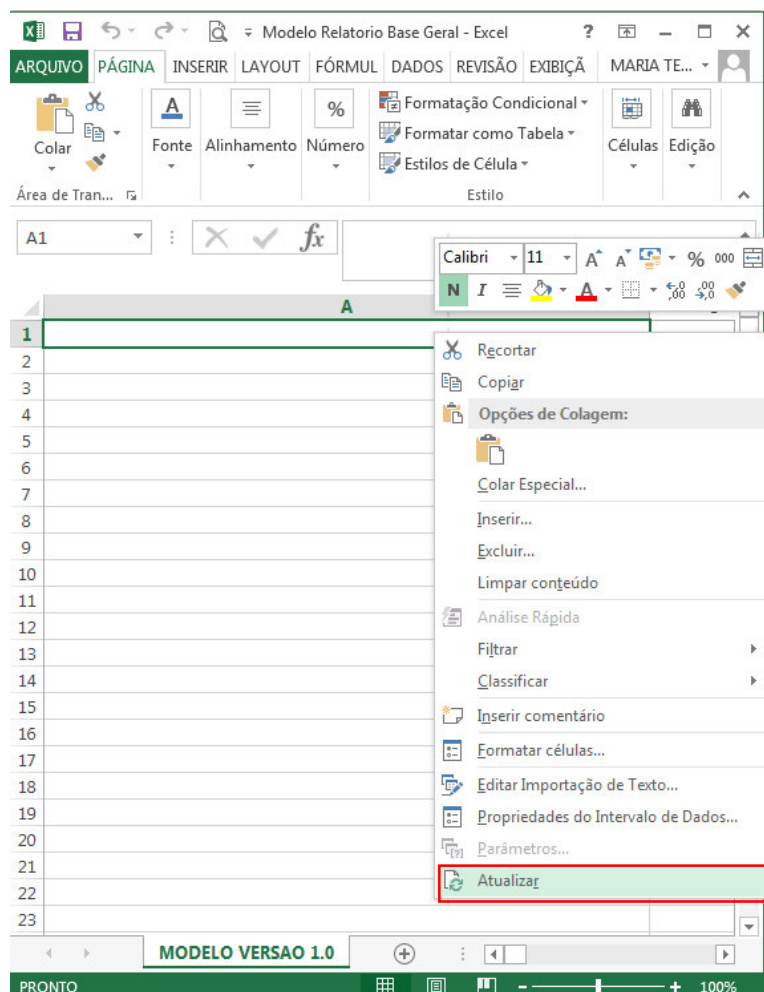 Modelo Relatorio Base Geral - Excel
ARQUIVO PÁGINA INSERIR LAYOUT FÓRMUL DADOS REVISÃO EXIBIÇÃ MARIA TE...
Colar
Fonte Alinhamento Número
Formatação Condicional
Formatar como Tabela
Estilos de Célula
Células Edição
Área de Tran... Estilo
A1 fx
Calibri 11 A A % 000
N I A ,00 ,00 ,0
A
1
2
3
4
5
6
7
8
9
10
11
12
13
14
15
16
17
18
19
20
21
22
23
Recortar
Copiar
Opções de Colagem:
Colar Especial...
Inserir...
Excluir...
Limpar conteúdo
Análise Rápida
Filtrar
Classificar
Inserir comentário
Formatar células...
Editar Importação de Texto...
Propriedades do Intervalo de Dados...
Parâmetros...
Atualizar
MODELO VERSAO 1.0
PRONTO 100%